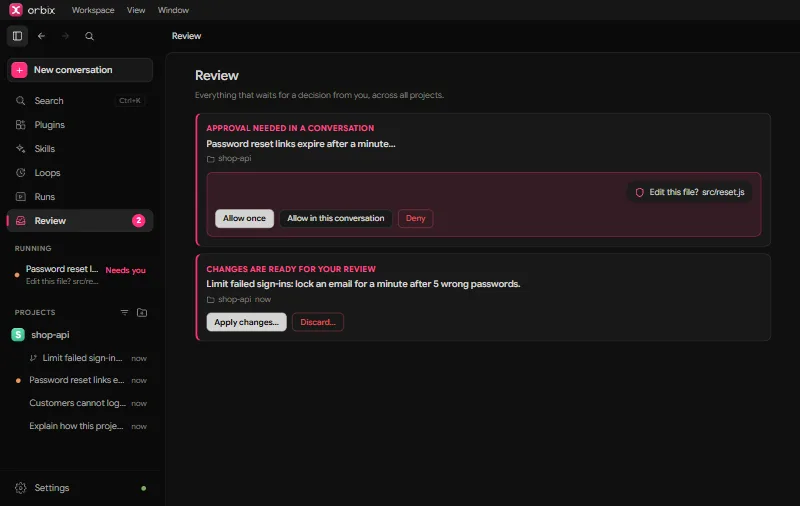 orbix Workspace View Window
Review
New conversation
Search Ctrl+K
Plugins
Skills
Loops
Runs
Review 2
RUNNING
Password reset l... Needs you
Edit this file? src/re...
PROJECTS
S shop-api
Limit failed sign-in... now
Password reset links e... now
Customers cannot log... now
Explain how this proje... now
Settings
Review
Everything that waits for a decision from you, across all projects.
APPROVAL NEEDED IN A CONVERSATION
Password reset links expire after a minute...
shop-api
Edit this file? src/reset.js
Allow once Allow in this conversation Deny
CHANGES ARE READY FOR YOUR REVIEW
Limit failed sign-ins: lock an email for a minute after 5 wrong passwords.
shop-api now
Apply changes... Discard...